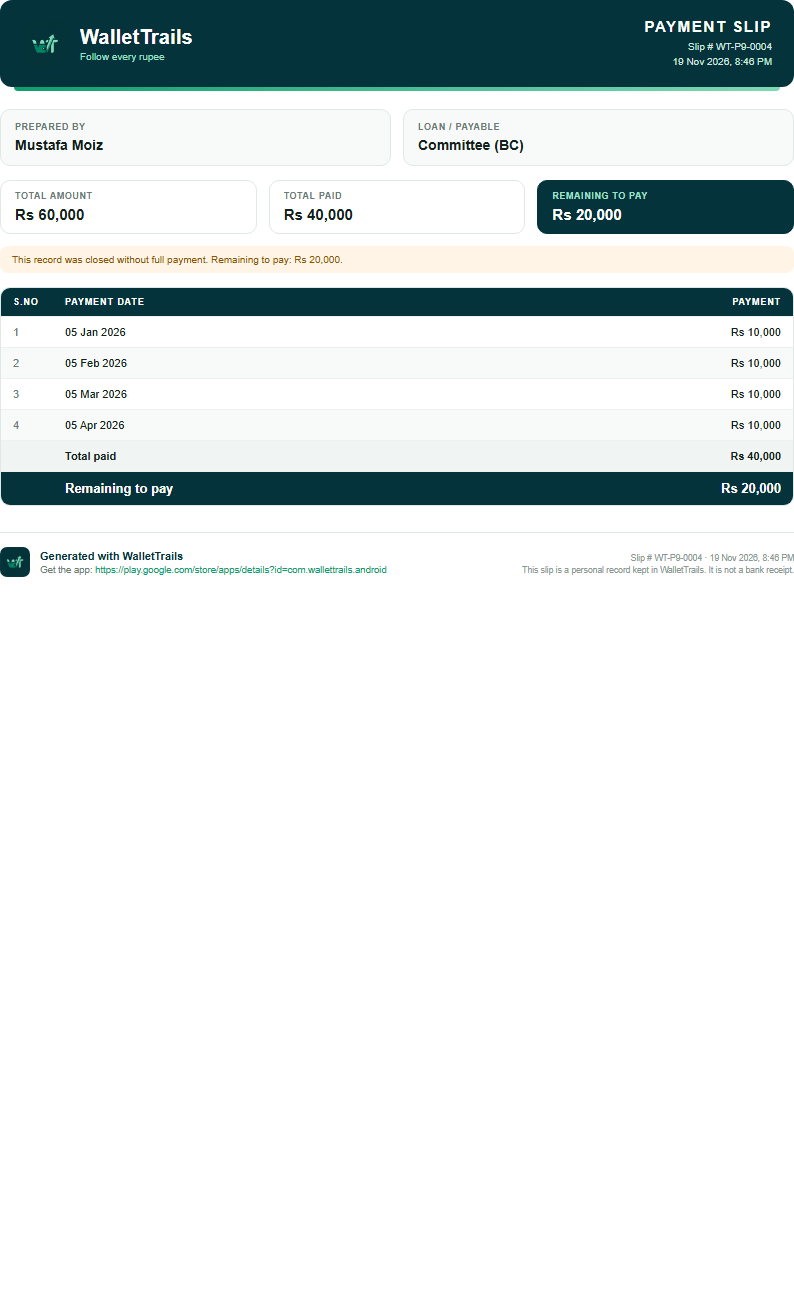 WalletTrails
Follow every rupee
PAYMENT SLIP
Slip # WT-P9-0004
19 Nov 2026, 8:46 PM
PREPARED BY
Mustafa Moiz
LOAN / PAYABLE
Committee (BC)
TOTAL AMOUNT
Rs 60,000
TOTAL PAID
Rs 40,000
REMAINING TO PAY
Rs 20,000
This record was closed without full payment. Remaining to pay: Rs 20,000.
S.NO PAYMENT DATE PAYMENT
1 05 Jan 2026 Rs 10,000
2 05 Feb 2026 Rs 10,000
3 05 Mar 2026 Rs 10,000
4 05 Apr 2026 Rs 10,000
Total paid Rs 40,000
Remaining to pay Rs 20,000
Generated with WalletTrails
Get the app: https://play.google.com/store/apps/details?id=com.wallettrails.android
Slip # WT-P9-0004 · 19 Nov 2026, 8:46 PM
This slip is a personal record kept in WalletTrails. It is not a bank receipt.